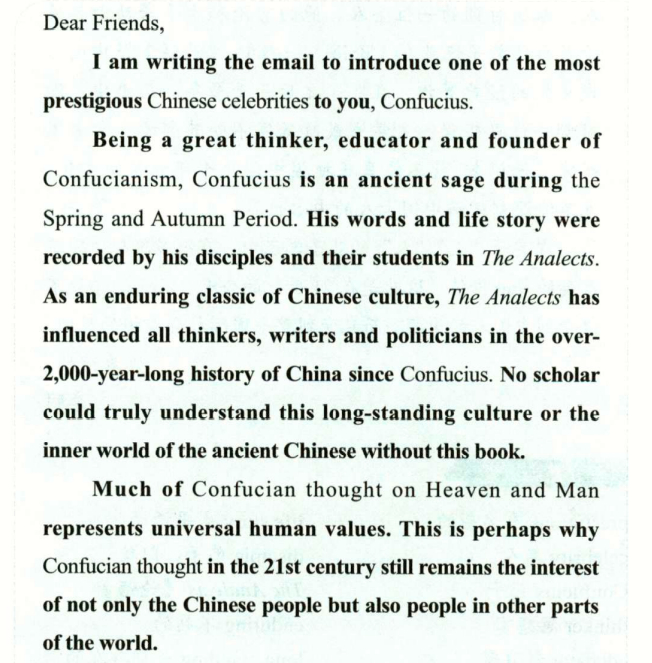 Dear Friends,
I am writing the email to introduce one of the most
prestigious Chinese celebrities to you, Confucius.
Being a great thinker, educator and founder of
Confucianism, Confucius is an ancient sage during the
Spring and Autumn Period. His words and life story were
recorded by his disciples and their students in The Analects.
As an enduring classic of Chinese culture, The Analects has
influenced all thinkers, writers and politicians in the over-
2,000-year-long history of China since Confucius. No scholar
could truly understand this long-standing culture or the
inner world of the ancient Chinese without this book.
Much of Confucian thought on Heaven and Man
represents universal human values. This is perhaps why
Confucian thought in the 21st century still remains the interest
of not only the Chinese people but also people in other parts
of the world.